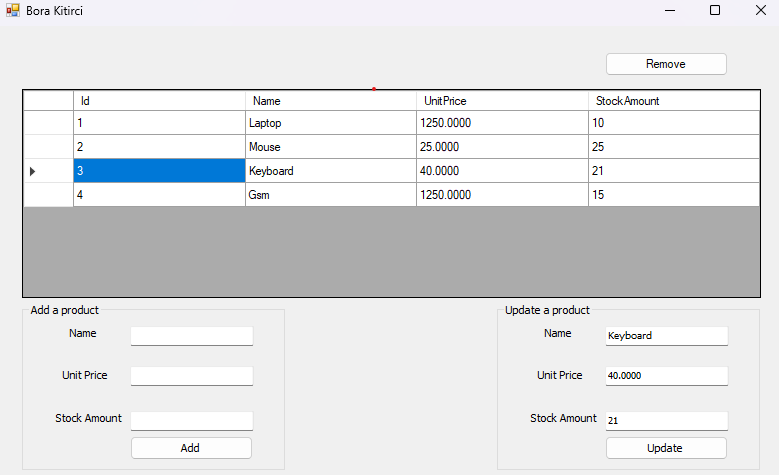 Bora Kitirci
Remove
Id Name UnitPrice StockAmount
1 Laptop 1250.0000 10
2 Mouse 25.0000 25
3 Keyboard 40.0000 21
4 Gsm 1250.0000 15
Add a product
Name
Unit Price
Stock Amount
Add
Update a product
Name Keyboard
Unit Price 40.0000
Stock Amount 21
Update